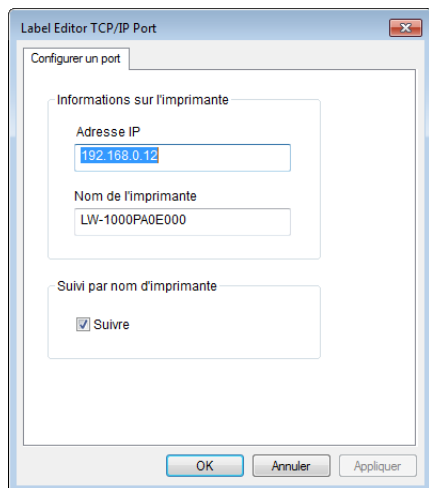 Label Editor TCP/IP Port
Configurer un port
Informations sur l'imprimante
Adresse IP
192.168.0.12
Nom de l'imprimante
LW-1000PA0E000
Suivi par nom d'imprimante
Suivre
OK Annuler Appliquer